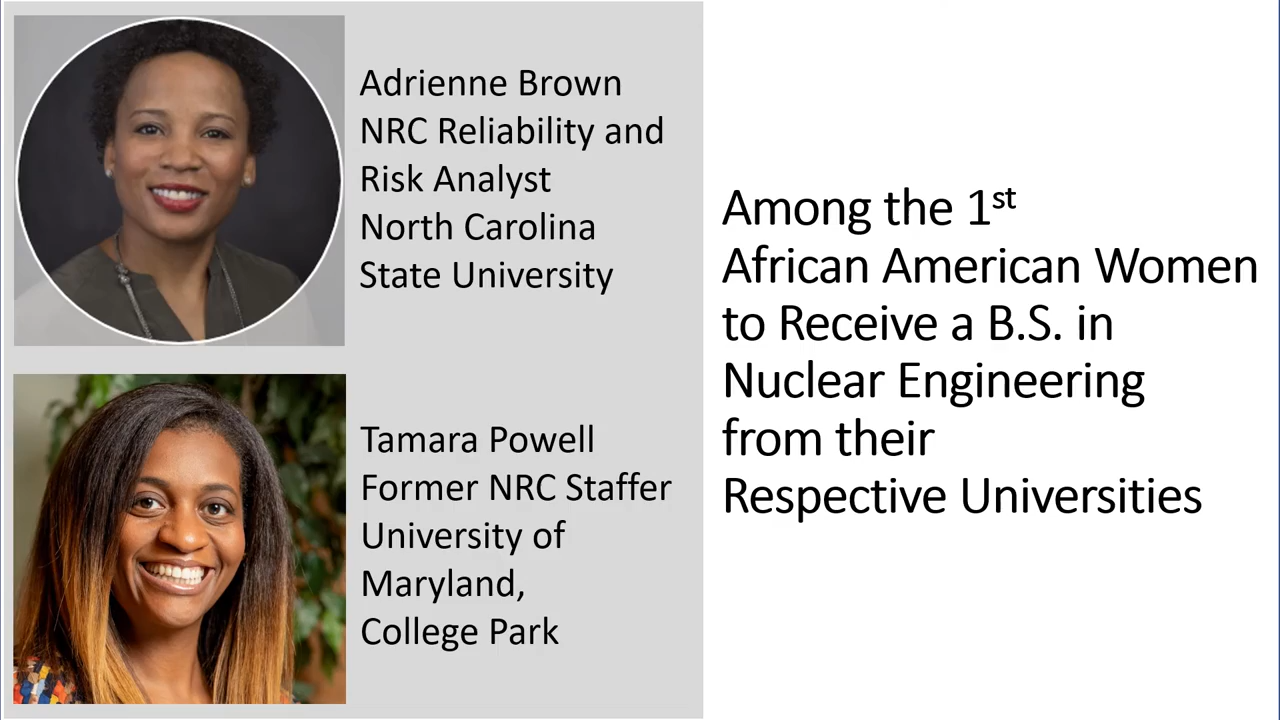 Adrienne Brown
NRC Reliability and
Risk Analyst
North Carolina
State University
Tamara Powell
Former NRC Staffer
University of
Maryland,
College Park
Among the 1st
African American Women
to Receive a B.S. in
Nuclear Engineering
from their
Respective Universities